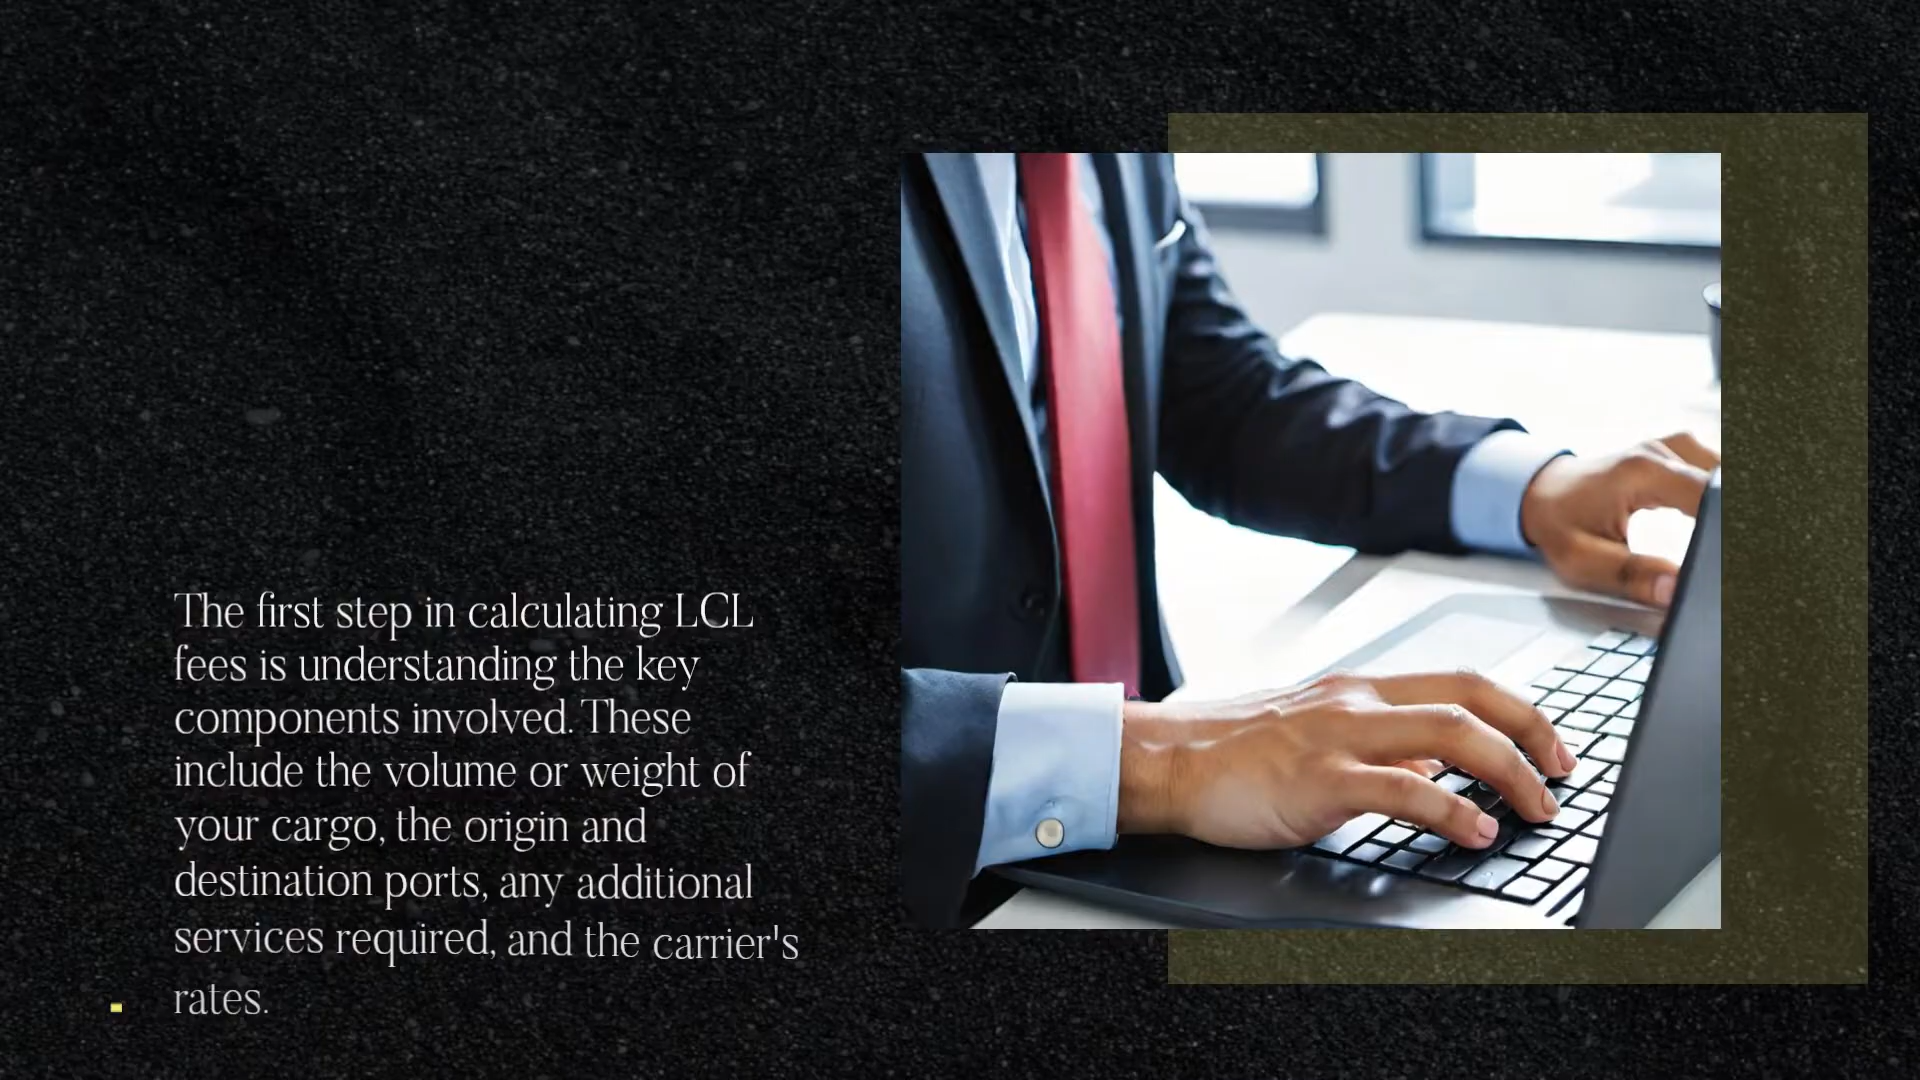 The first step in calculating LCL
fees is understanding the key
components involved. These
include the volume or weight of
your cargo, the origin and
destination ports, any additional
services required, and the carrier's
rates.